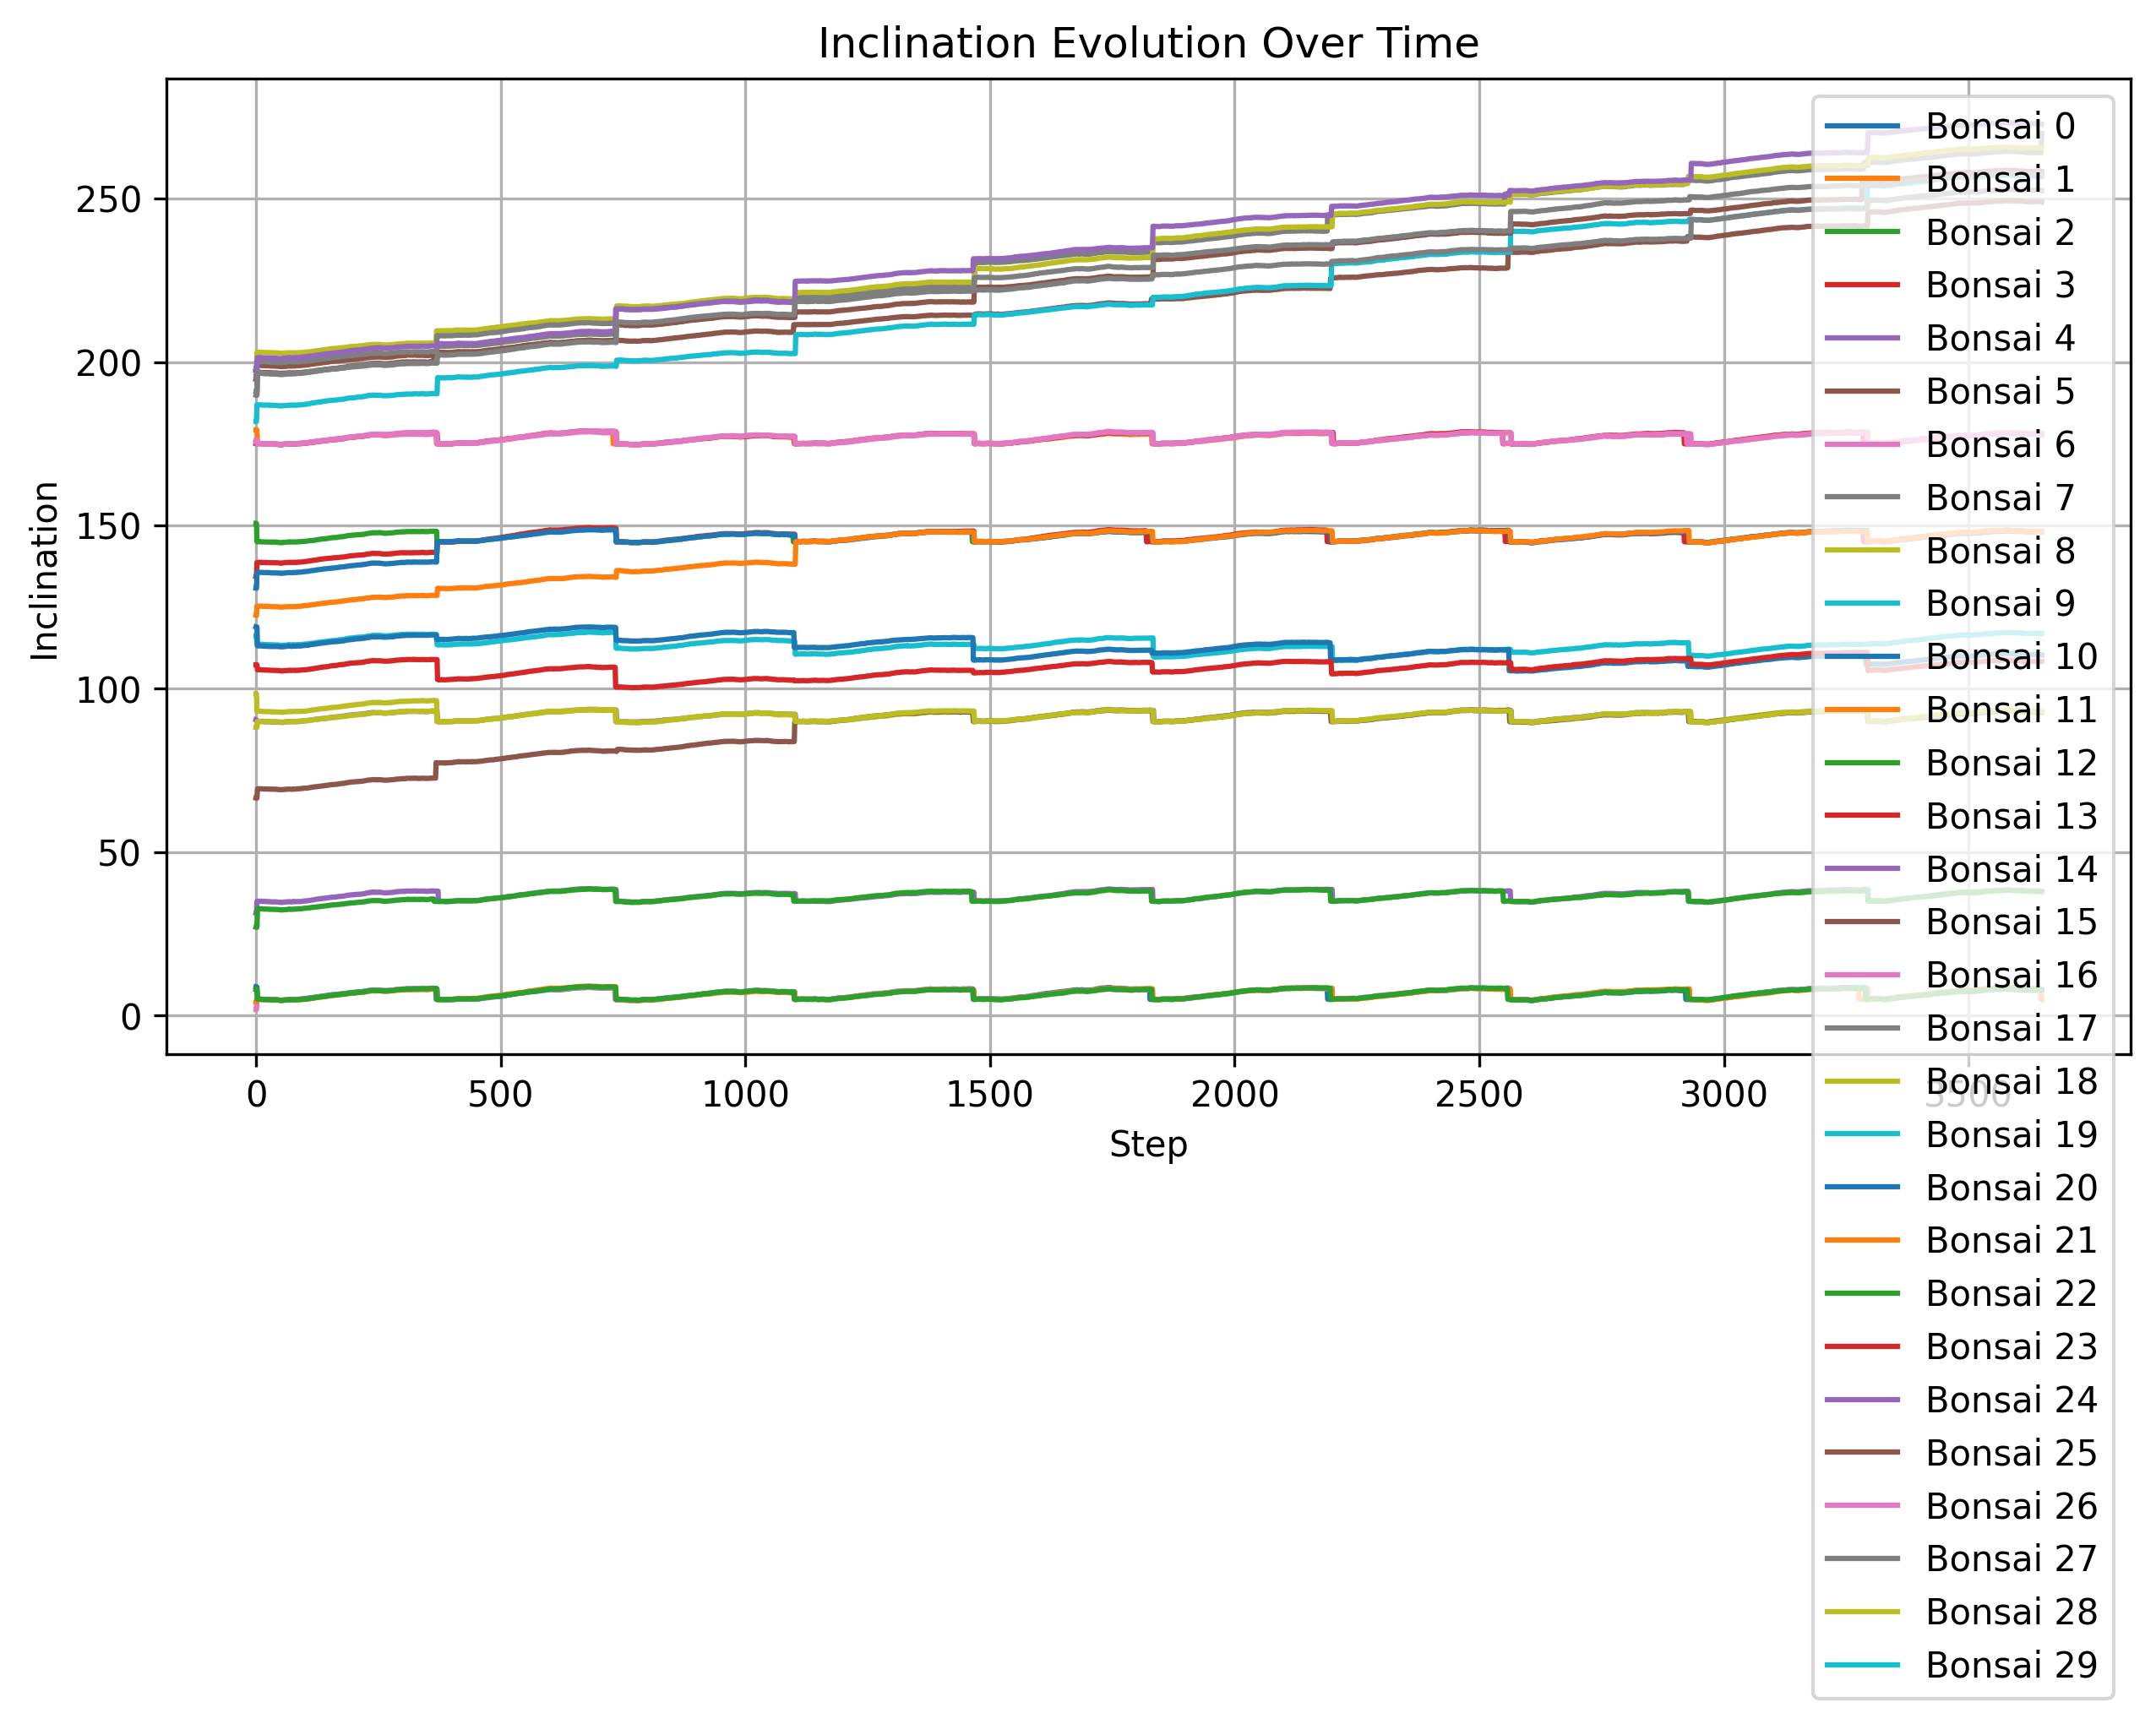 Inclination Evolution Over Time
Inclination
250
200
150
100
50
0
0 500 1000 1500 2000 2500 3000 3500
Step
Bonsai 0
Bonsai 1
Bonsai 2
Bonsai 3
Bonsai 4
Bonsai 5
Bonsai 6
Bonsai 7
Bonsai 8
Bonsai 9
Bonsai 10
Bonsai 11
Bonsai 12
Bonsai 13
Bonsai 14
Bonsai 15
Bonsai 16
Bonsai 17
Bonsai 18
Bonsai 19
Bonsai 20
Bonsai 21
Bonsai 22
Bonsai 23
Bonsai 24
Bonsai 25
Bonsai 26
Bonsai 27
Bonsai 28
Bonsai 29